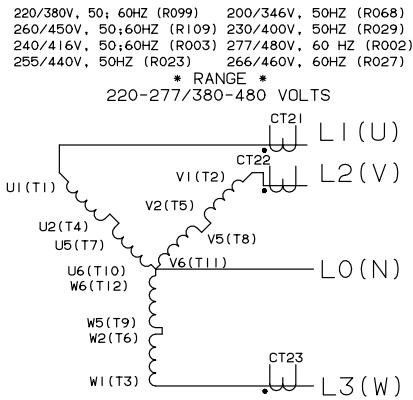 220/380V, 50; 60HZ (R099) 200/346V, 50HZ (R068)
260/450V, 50;60HZ (R109) 230/400V, 50HZ (R029)
240/416V, 50;60HZ (R003) 277/480V, 60 HZ (R002)
255/440V, 50HZ (R023) 266/460V, 60HZ (R027)
* RANGE *
220-277/380-480 VOLTS
CT21
L1(U)
CT22
L2(V)
V1(T2)
U1(T1)
V2(T5)
U2(T4)
U5(T7)
V5(T8)
U6(T10)
V6(T11)
L0(N)
W6(T12)
W5(T9)
W2(T6)
CT23
W1(T3)
L3(W)